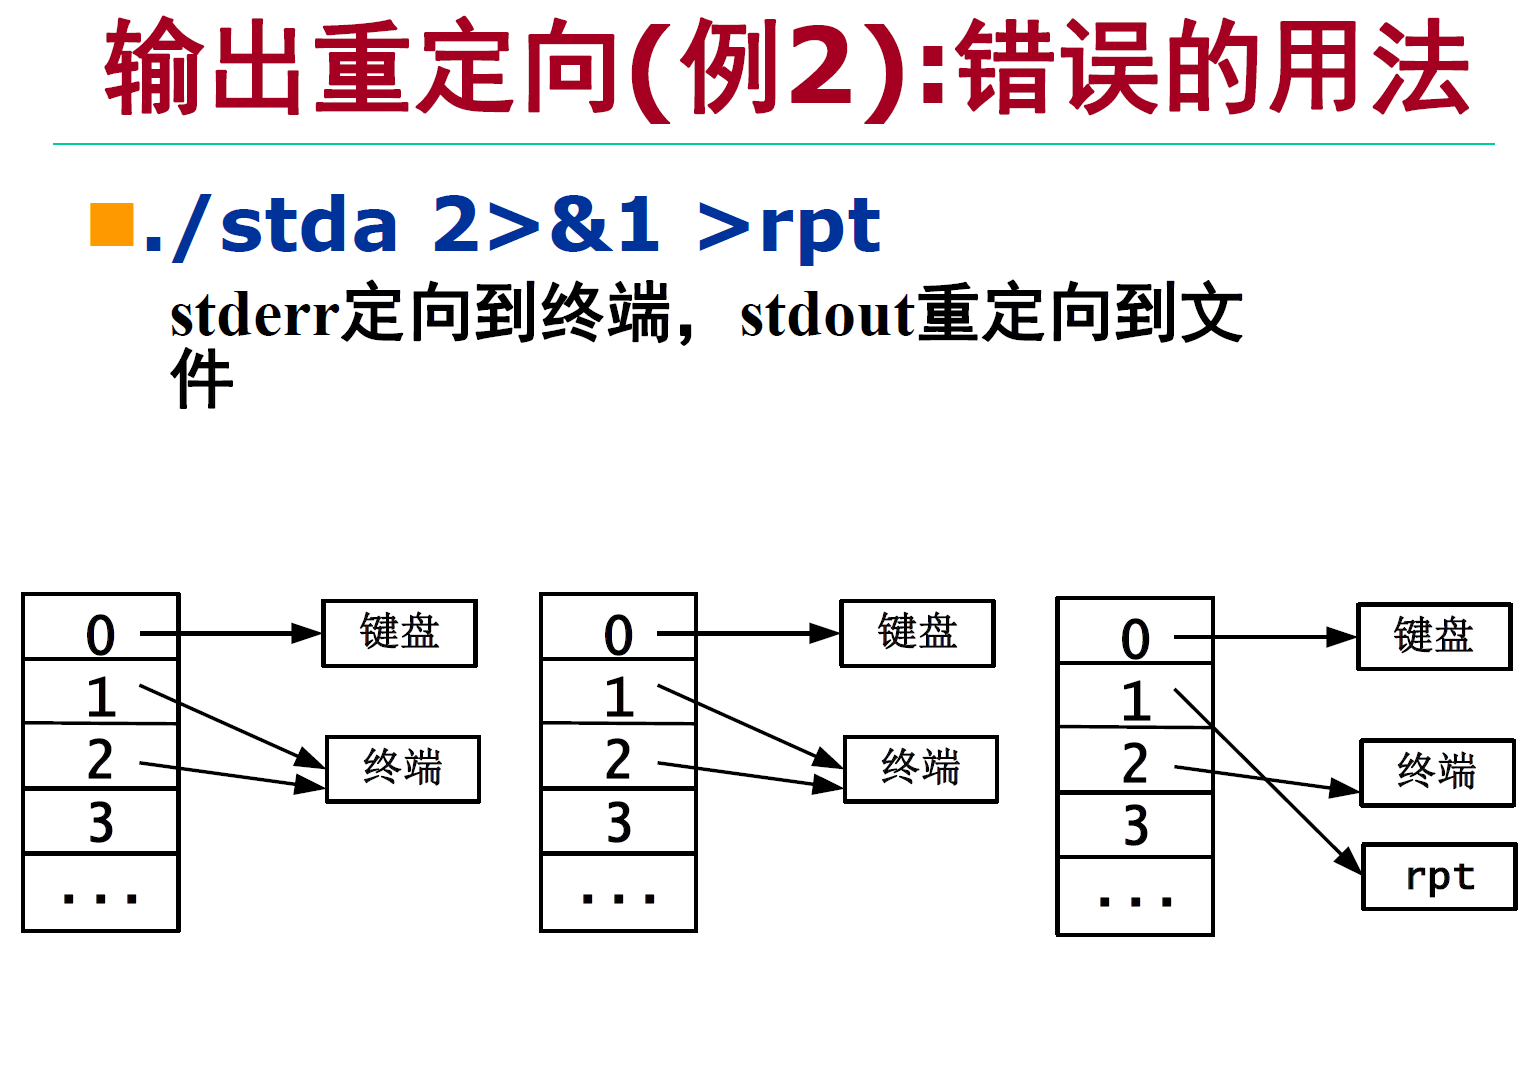 输出重定向(例2):错误的用法
./stda 2>&1 >rpt
stderr定向到终端，stdout重定向到文
件
0
键盘
1
2
终端
3
...
0
键盘
1
2
终端
3
...
0
键盘
1
2
终端
3
rpt
...